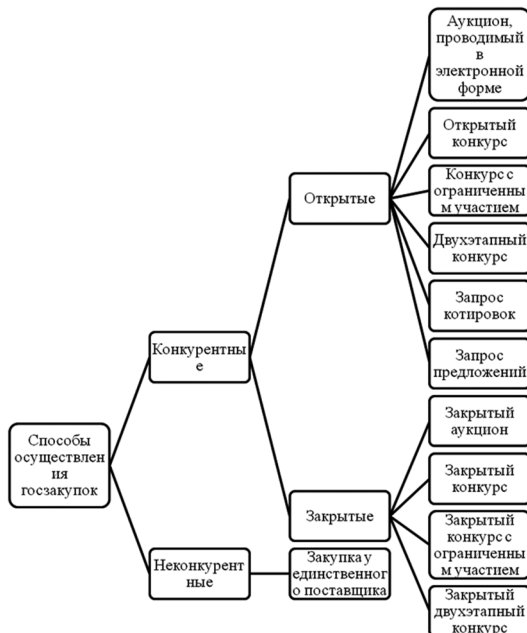 Способы
осуществлен
ия
госзакупок
Конкурентны
е
Неконкурент
ные
Открытые
Закрытые
Закупка у
единственног
о поставщика
Аукцион,
проводимый
в
электронной
форме
Открытый
конкурс
Конкурс с
ограниченны
м участием
Двухэтапный
конкурс
Запрос
котировок
Запрос
предложений
Закрытый
аукцион
Закрытый
конкурс
Закрытый
конкурс с
ограниченны
м участием
Закрытый
двухэтапный
конкурс